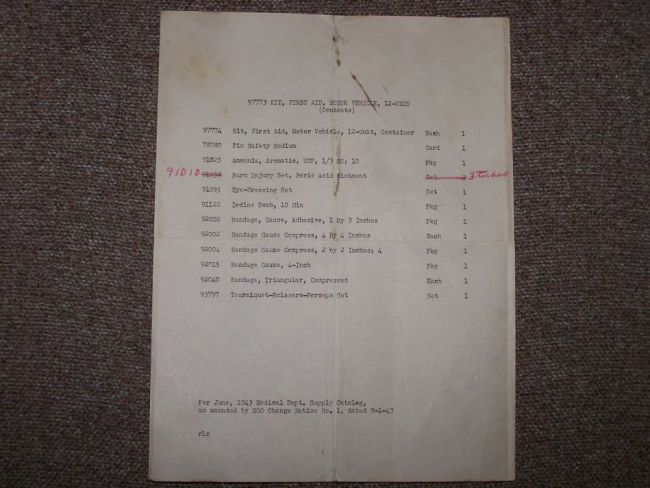 97773 KIT, FIRST AID, MOTOR VEHICLE, 12-UNIT
(Contents)
97774 Kit, First Aid, Motor Vehicle, 12-Unit, Container Each 1
78280 Pin Safety Medium Card 1
91025 Ammonia, Aromatic, USP, 1/3 CC: 10 Pkg 1
91010 91030 Burn Injury Set, Boric Acid Ointment Set 3 tubes
91095 Eye-Dressing Set Set 1
91122 Iodine Swab, 10 Min Pkg 1
92000 Bandage, Gauze, Adhesive, 1 By 3 Inches Pkg 1
92002 Bandage Gauze Compress, 4 By 4 Inches Each 1
92004 Bandage Gauze Compress, 2 by 2 Inches: 4 Pkg 1
92015 Bandage Gauze, 4-Inch Pkg 1
92040 Bandage, Triangular, Compressed Each 1
93797 Tourniquet-Scissors-Forceps Set Set 1
Per June, 1943 Medical Dept. Supply Catalog,
as amended by SGO Change Notice No. 1, dated 8-1-43
rlz